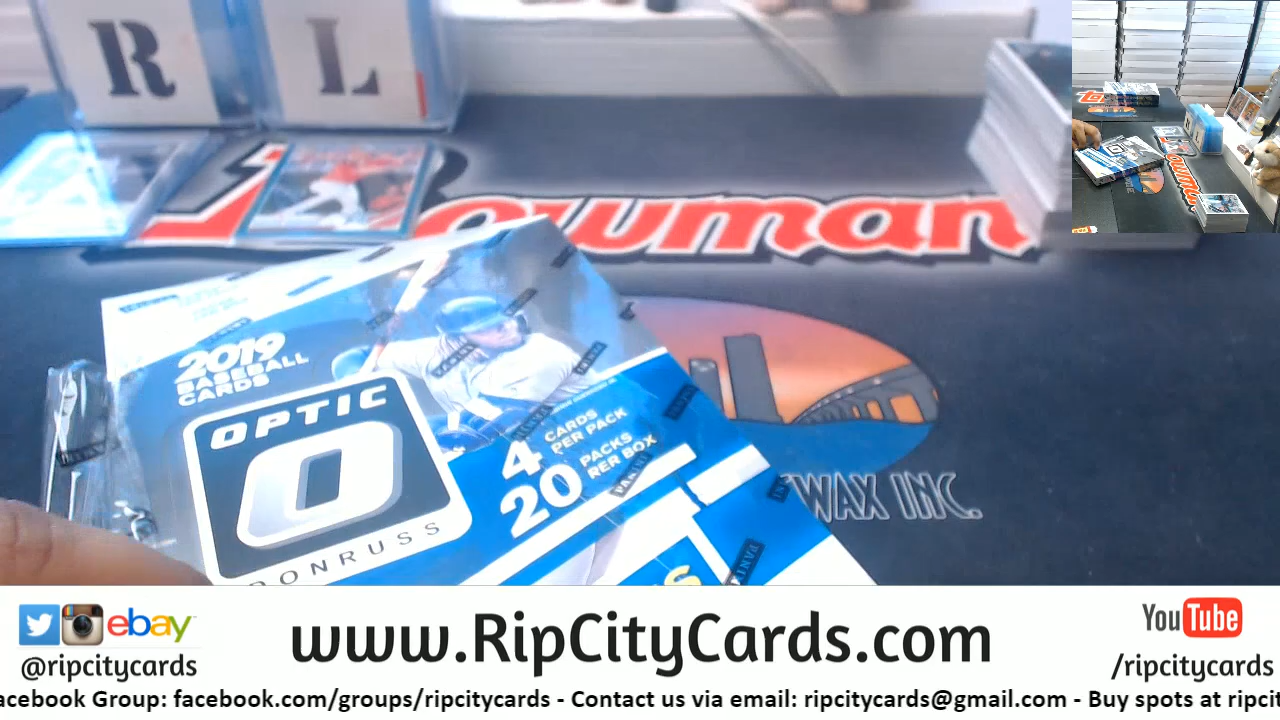 R L
Bowman
2019
BASEBALL
CARDS
OPTIC
DONRUSS
4 CARDS
PER PACK
20 PACKS
PER BOX
WAX INC.
ebay
www.RipCityCards.com
YouTube
@ripcitycards
/ripcitycards
acebook Group: facebook.com/groups/ripcitycards - Contact us via email: ripcitycards@gmail.com - Buy spots at ripcit